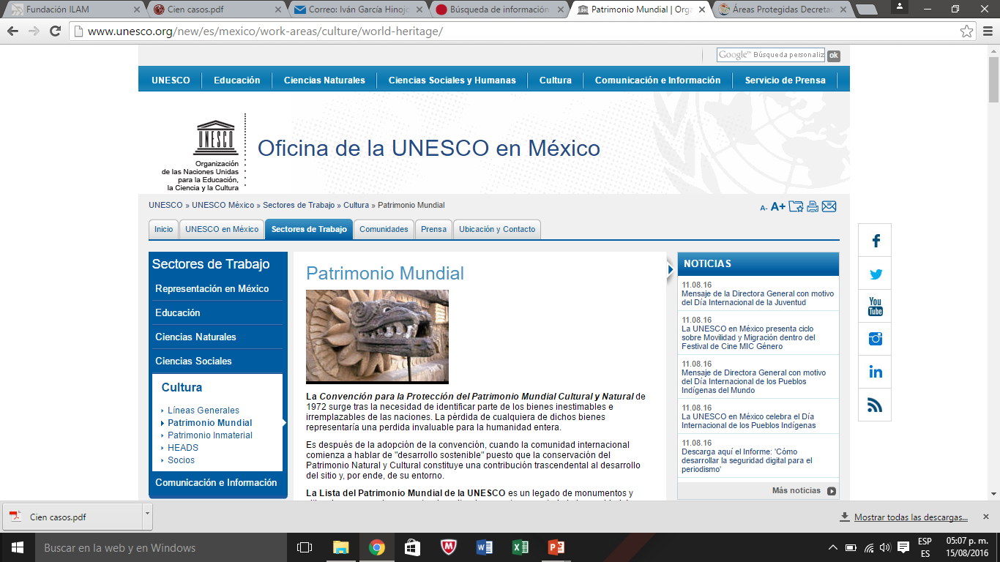 Fundación ILAM
Cien casos.pdf
Correo: Iván García Hinojo
Búsqueda de información
Patrimonio Mundial | Orga
Áreas Protegidas Decretad
www.unesco.org/new/es/mexico/work-areas/culture/world-heritage/
Google™ Búsqueda personaliz
ok
UNESCO
Educación
Ciencias Naturales
Ciencias Sociales y Humanas
Cultura
Comunicación e Información
Servicio de Prensa
UNESCO
Organización
de las Naciones Unidas
para la Educación,
la Ciencia y la Cultura
Oficina de la UNESCO en México
UNESCO » UNESCO México » Sectores de Trabajo » Cultura » Patrimonio Mundial
A- A+
Inicio
UNESCO en México
Sectores de Trabajo
Comunidades
Prensa
Ubicación y Contacto
Sectores de Trabajo
Representación en México
Educación
Ciencias Naturales
Ciencias Sociales
Cultura
Líneas Generales
Patrimonio Mundial
Patrimonio Inmaterial
HEADS
Socios
Comunicación e Información
Patrimonio Mundial
La Convención para la Protección del Patrimonio Mundial Cultural y Natural de
1972 surge tras la necesidad de identificar parte de los bienes inestimables e
irremplazables de las naciones. La pérdida de cualquiera de dichos bienes
representaría una perdida invaluable para la humanidad entera.
Es después de la adopción de la convención, cuando la comunidad internacional
comienza a hablar de "desarrollo sostenible" puesto que la conservación del
Patrimonio Natural y Cultural constituye una contribución trascendental al desarrollo
del sitio y, por ende, de su entorno.
La Lista del Patrimonio Mundial de la UNESCO es un legado de monumentos y
NOTICIAS
11.08.16
Mensaje de la Directora General con motivo
del Día Internacional de la Juventud
11.08.16
La UNESCO en México presenta ciclo
sobre Movilidad y Migración dentro del
Festival de Cine MIC Género
11.08.16
Mensaje de Directora General con motivo
del Día Internacional de los Pueblos
Indígenas del Mundo
11.08.16
La UNESCO en México celebra el Día
Internacional de los Pueblos Indígenas
11.08.16
Descarga aquí el Informe: 'Cómo
desarrollar la seguridad digital para el
periodismo'
Más noticias
You
Tube
in
Cien casos.pdf
Mostrar todas las descargas...
Buscar en la web y en Windows
ESP
ES
05:07 p. m.
15/08/2016